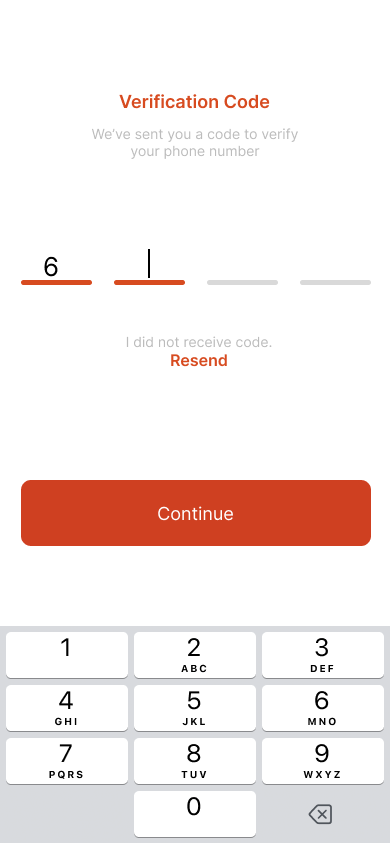 Verification Code
We've sent you a code to verify
your phone number
6
I did not receive code.
Resend
Continue
1 2 3
ABC DEF
4 5 6
GHI JKL MNO
7 8 9
PQRS TUV WXYZ
0